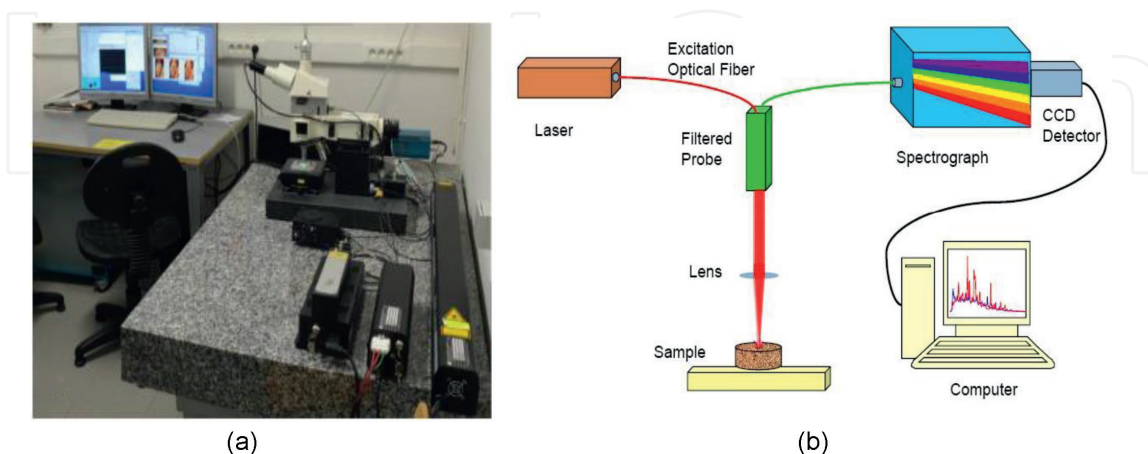 Excitation
Optical Fiber
Laser
Filtered
Probe
CCD
Detector
Spectrograph
Lens
Sample
Computer
(a)
(b)